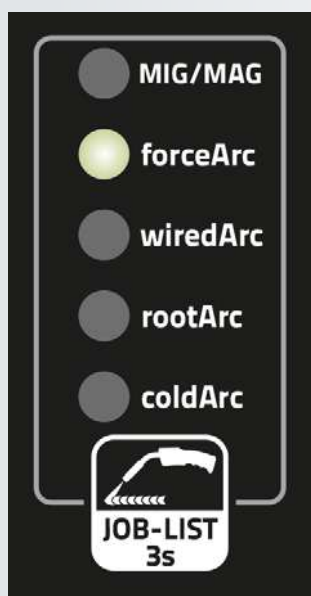 MIG/MAG
forceArc
wiredArc
rootArc
coldArc
JOB-LIST
3s